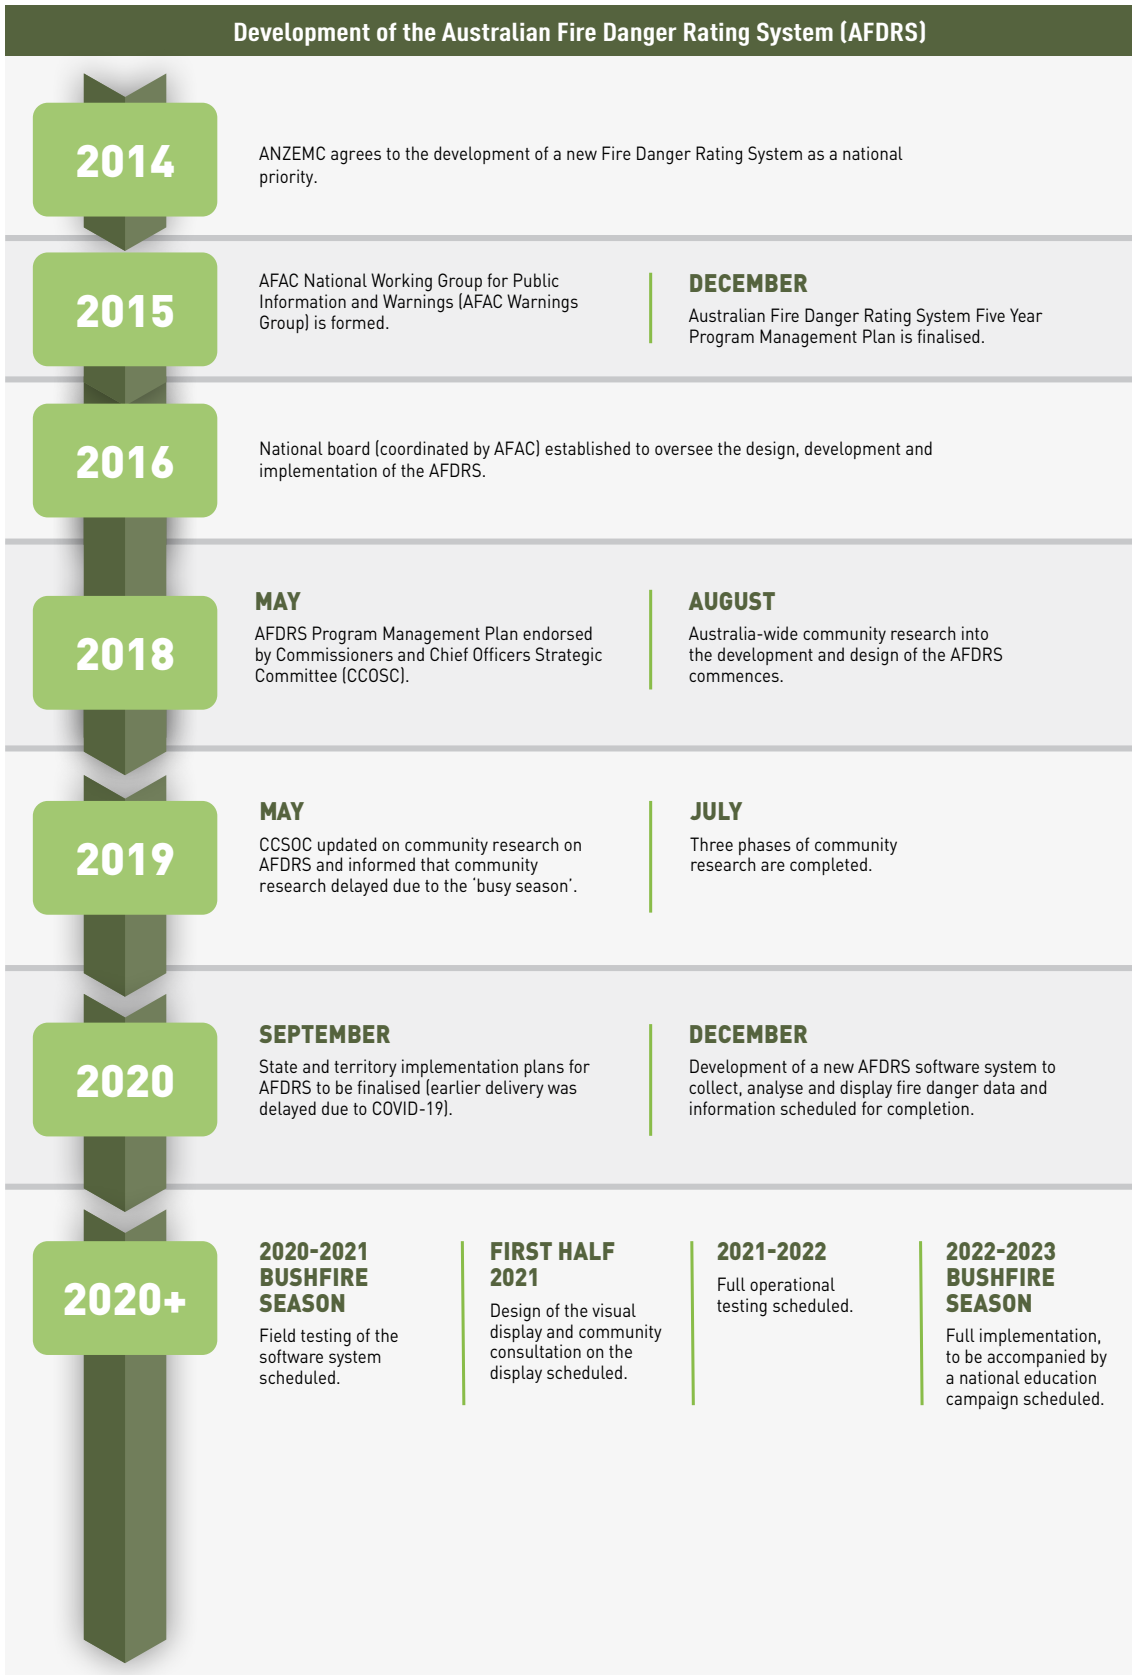 Development of the Australian Fire Danger Rating System (AFDRS)
2014
ANZEMC agrees to the development of a new Fire Danger Rating System as a national
priority.
2015
AFAC National Working Group for Public
Information and Warnings (AFAC Warnings
Group) is formed.
DECEMBER
Australian Fire Danger Rating System Five Year
Program Management Plan is finalised.
2016
National board (coordinated by AFAC) established to oversee the design, development and
implementation of the AFDRS.
2018
MAY
AFDRS Program Management Plan endorsed
by Commissioners and Chief Officers Strategic
Committee (CCOSC).
AUGUST
Australia-wide community research into
the development and design of the AFDRS
commences.
2019
MAY
CCSOC updated on community research on
AFDRS and informed that community
research delayed due to the ‘busy season’.
JULY
Three phases of community
research are completed.
2020
SEPTEMBER
State and territory implementation plans for
AFDRS to be finalised (earlier delivery was
delayed due to COVID-19).
DECEMBER
Development of a new AFDRS software system to
collect, analyse and display fire danger data and
information scheduled for completion.
2020+
2020-2021
BUSHFIRE
SEASON
Field testing of the
software system
scheduled.
FIRST HALF
2021
Design of the visual
display and community
consultation on the
display scheduled.
2021-2022
Full operational
testing scheduled.
2022-2023
BUSHFIRE
SEASON
Full implementation,
to be accompanied by
a national education
campaign scheduled.